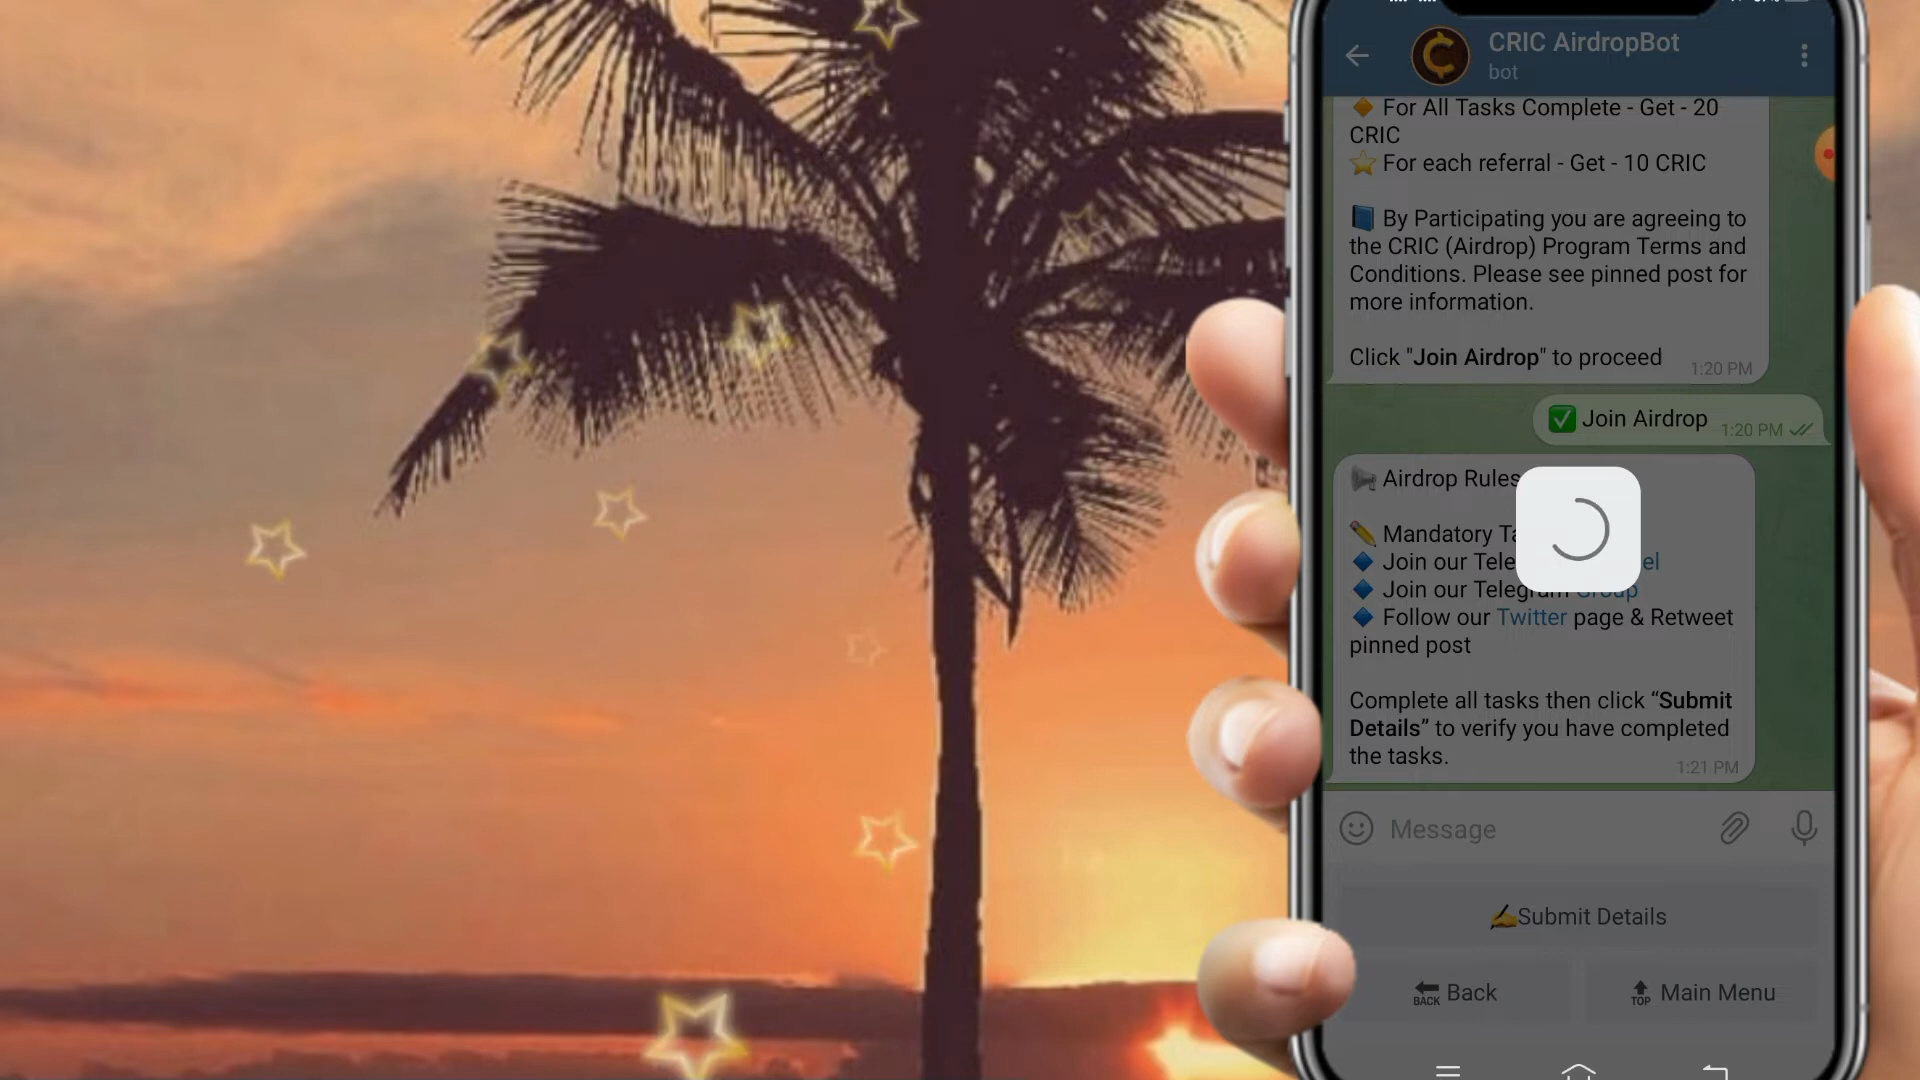 CRIC AirdropBot
bot
🔶 For All Tasks Complete - Get - 20
CRIC
⭐ For each referral - Get - 10 CRIC
📘 By Participating you are agreeing to
the CRIC (Airdrop) Program Terms and
Conditions. Please see pinned post for
more information.
Click "Join Airdrop" to proceed
1:20 PM
✅ Join Airdrop
1:20 PM
📢 Airdrop Rules
✏️ Mandatory
🔷 Join our
🔷 Join our Telegram Group
🔷 Follow our Twitter page & Retweet
pinned post
Complete all tasks then click “Submit
Details” to verify you have completed
the tasks.
1:21 PM
Message
✍️Submit Details
BACK Back
TOP Main Menu